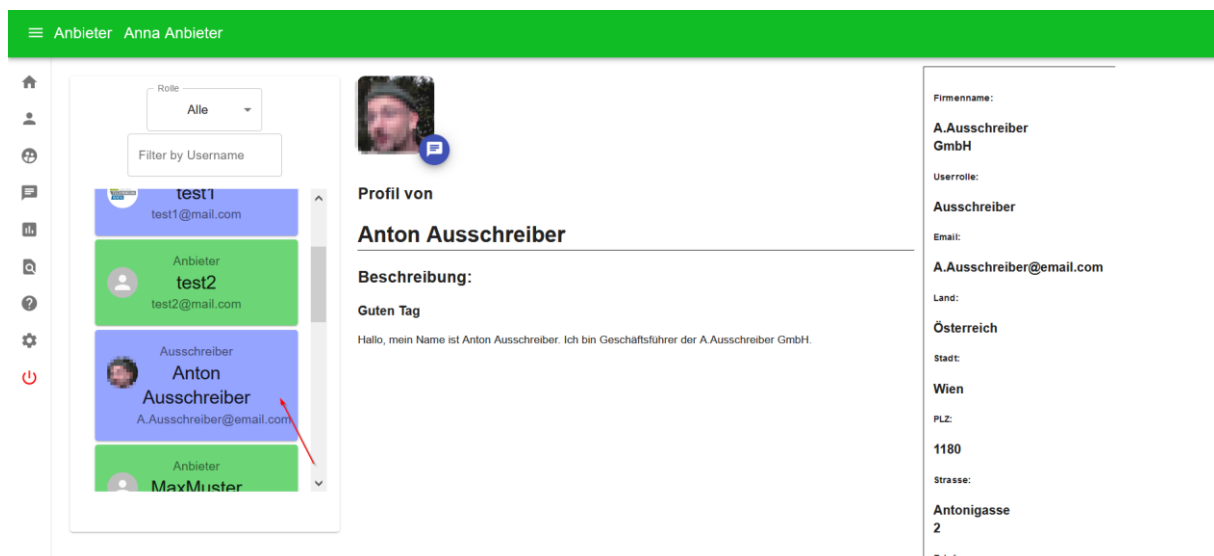 Anbieter Anna Anbieter
Rolle
Alle
Filter by Username
test1
test1@mail.com
Anbieter
test2
test2@mail.com
Ausschreiber
Anton
Ausschreiber
A.Ausschreiber@email.com
Anbieter
MaxMuster
Profil von
Anton Ausschreiber
Beschreibung:
Guten Tag
Hallo, mein Name ist Anton Ausschreiber. Ich bin Geschäftsführer der A.Ausschreiber GmbH.
Firmenname:
A.Ausschreiber
GmbH
Userrolle:
Ausschreiber
Email:
A.Ausschreiber@email.com
Land:
Österreich
Stadt:
Wien
PLZ:
1180
Strasse:
Antonigasse
2